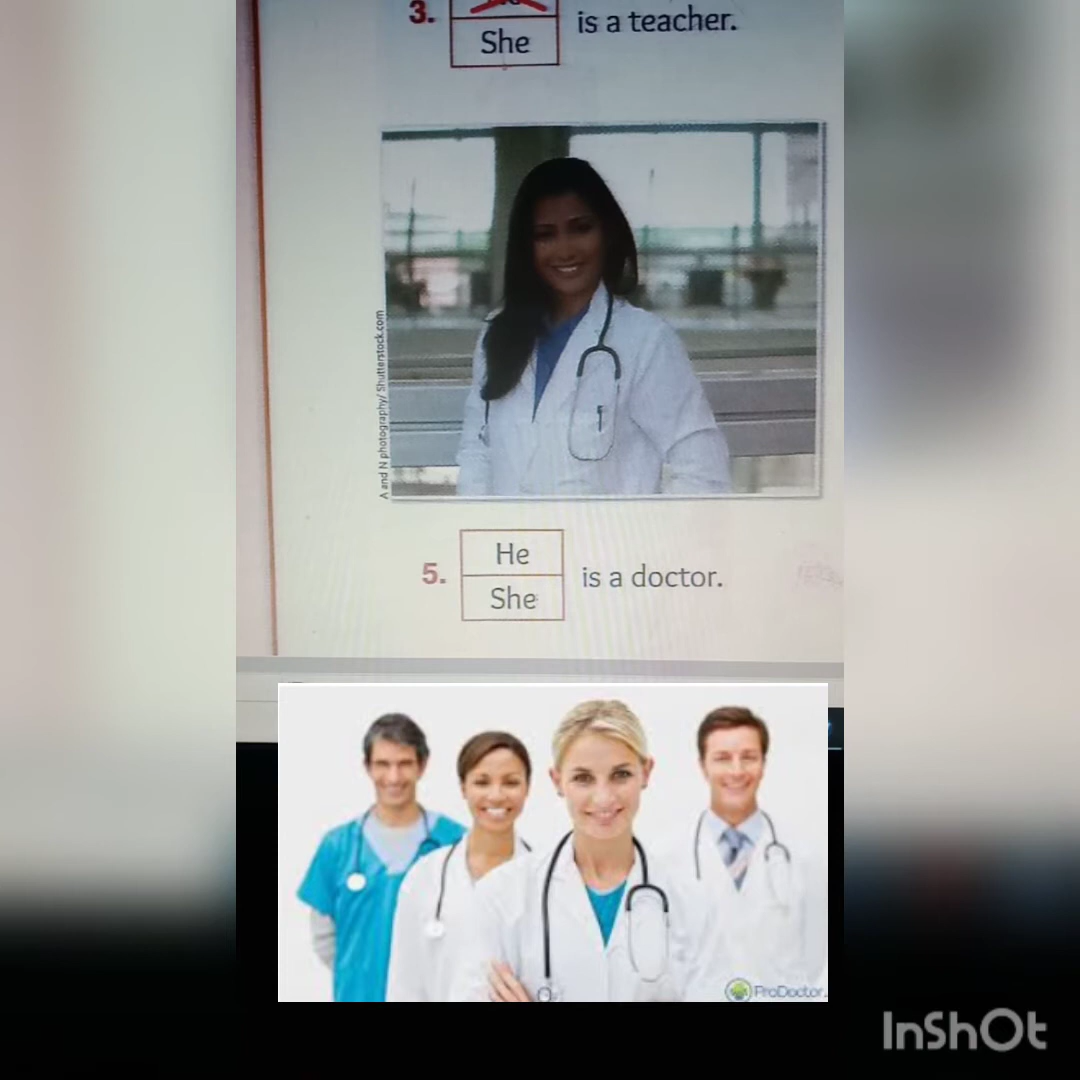 3.
She
is a teacher.
A and N photography/ Shutterstock.com
5.
He
She
is a doctor.
ProDoctor.
InShOt